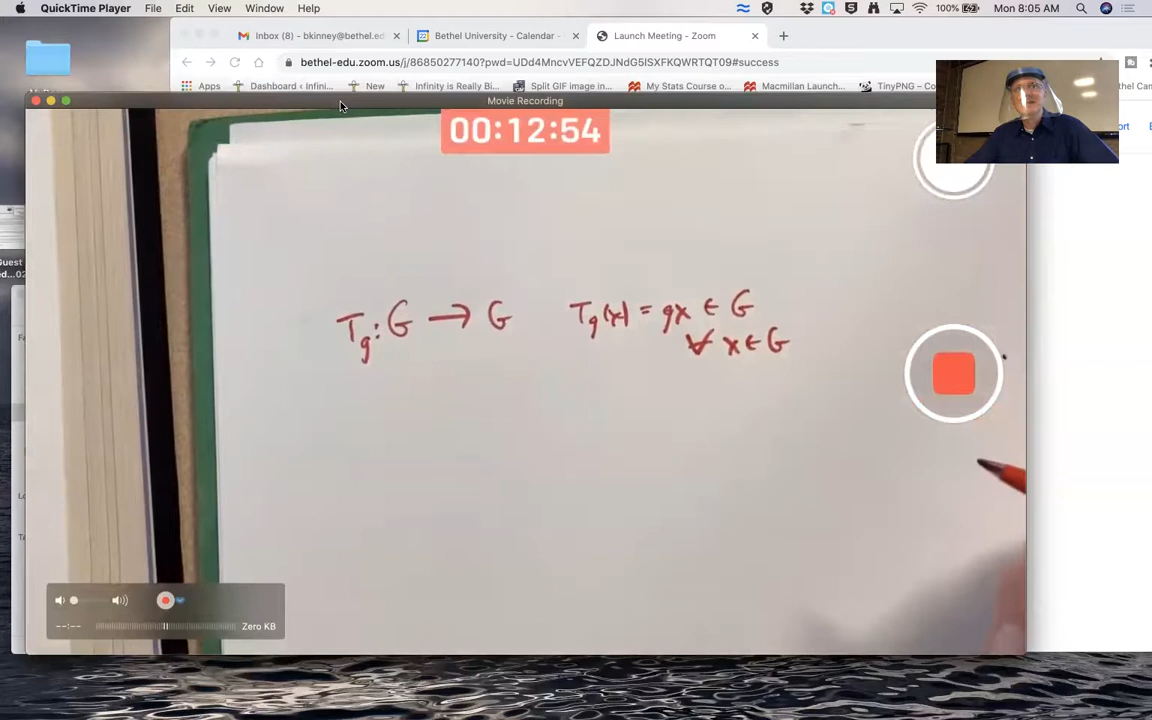 QuickTime Player File Edit View Window Help 100% Mon 8:05 AM
Inbox (8) - bkinney@bethel.ed Bethel University - Calendar - Launch Meeting - Zoom
bethel-edu.zoom.us/j/86850277140?pwd=UDd4MncvVEFQZDJNdG5lSXFKQWRTQT09#success
Apps Dashboard ‹ Infini... New Infinity is Really Bi... Split GIF image in... My Stats Course o... Macmillan Launch... TinyPNG – Compr...
Movie Recording
00:12:54
T_g: G → G T_g(x) = gx ∈ G
∀ x ∈ G
--:-- Zero KB